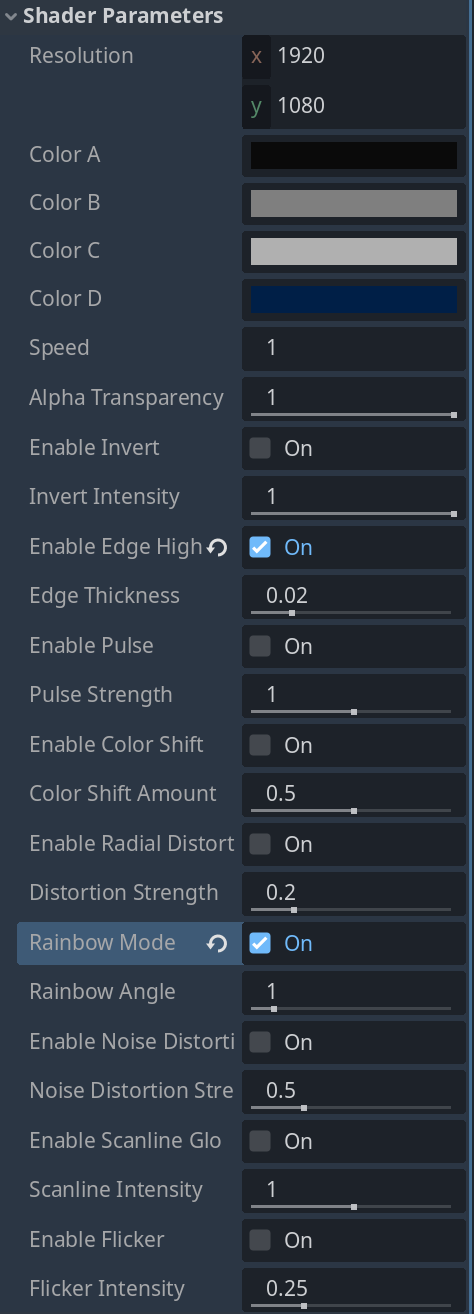 Shader Parameters
Resolution x 1920
y 1080
Color A
Color B
Color C
Color D
Speed 1
Alpha Transparency 1
Enable Invert On
Invert Intensity 1
Enable Edge High On
Edge Thickness 0.02
Enable Pulse On
Pulse Strength 1
Enable Color Shift On
Color Shift Amount 0.5
Enable Radial Distort On
Distortion Strength 0.2
Rainbow Mode On
Rainbow Angle 1
Enable Noise Distorti On
Noise Distortion Stre 0.5
Enable Scanline Glo On
Scanline Intensity 1
Enable Flicker On
Flicker Intensity 0.25